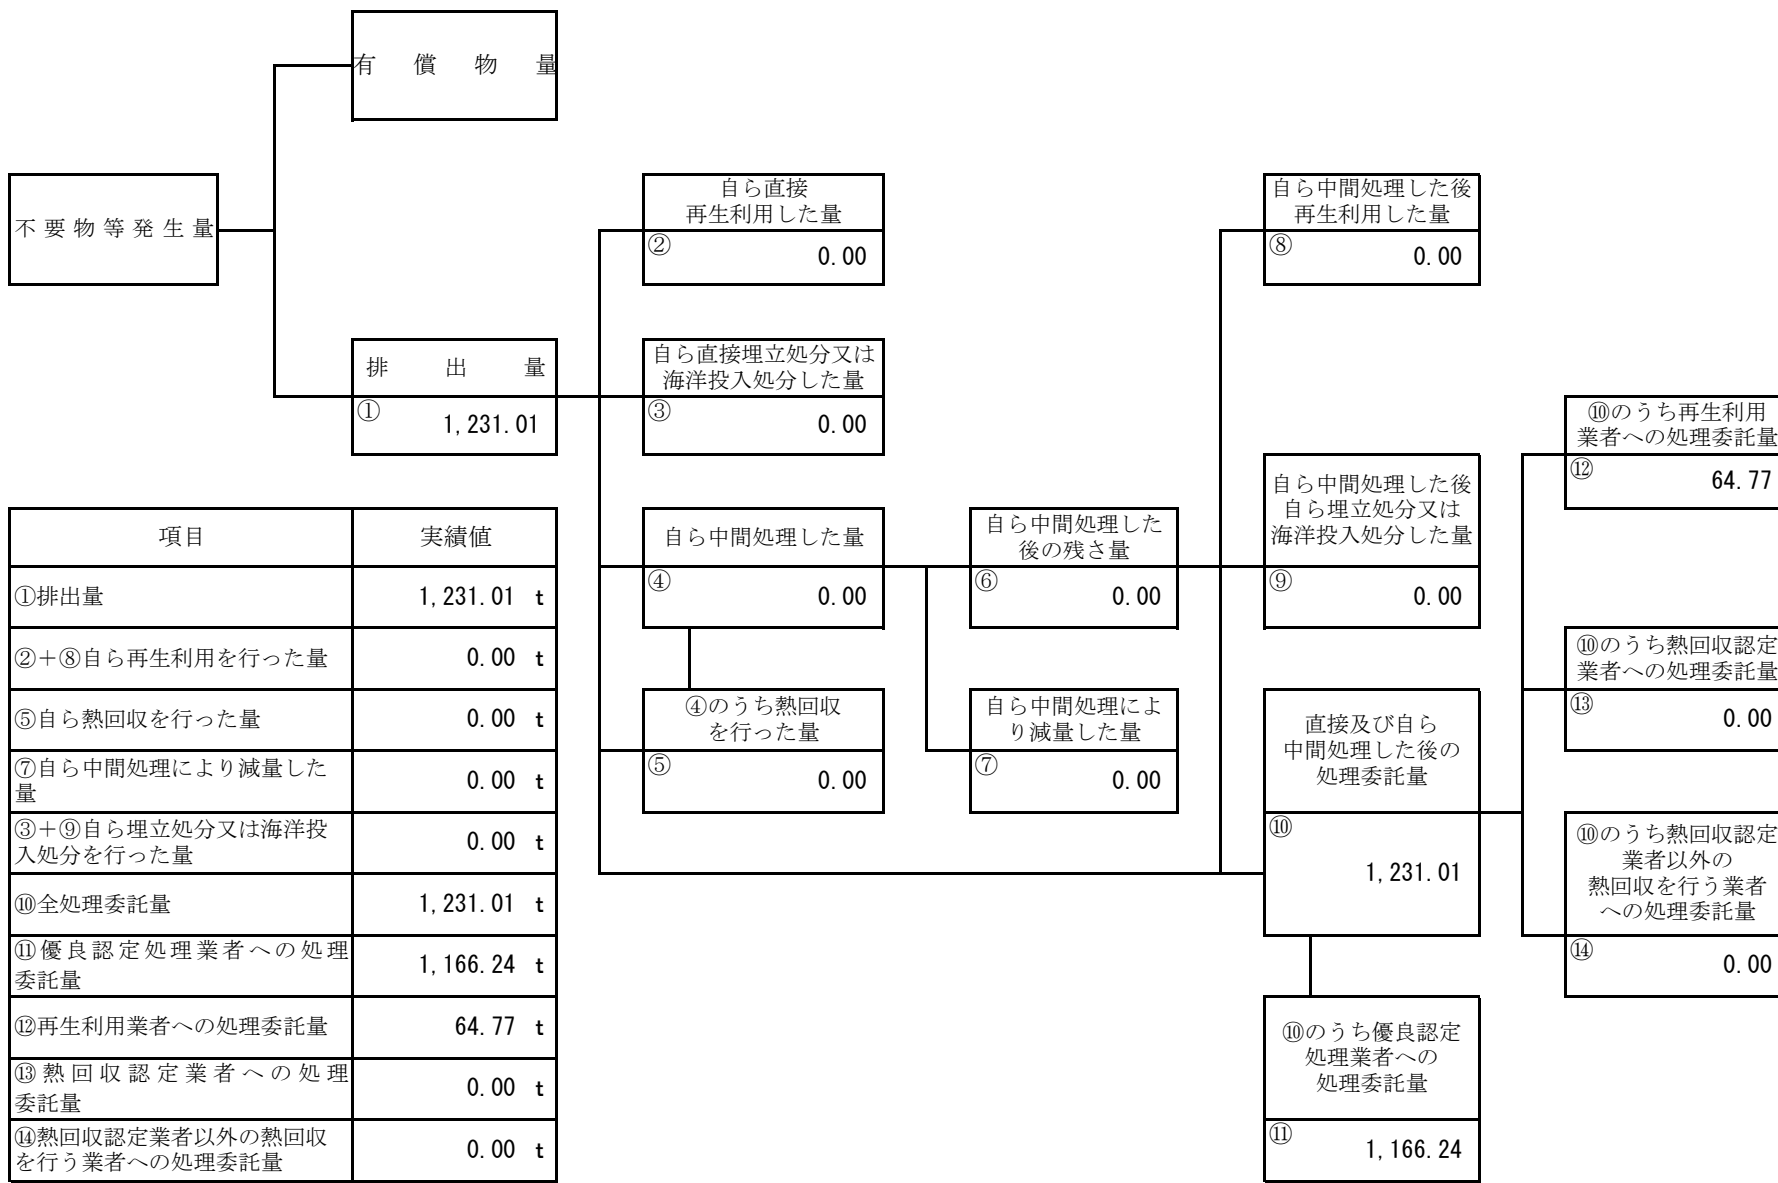 有償物量
不要物等発生量
排出量
① 1,231.01
自ら直接
再生利用した量
② 0.00
自ら直接埋立処分又は
海洋投入処分した量
③ 0.00
自ら中間処理した量
④ 0.00
④のうち熱回収
を行った量
⑤ 0.00
自ら中間処理した
後の残さ量
⑥ 0.00
自ら中間処理によ
り減量した量
⑦ 0.00
自ら中間処理した後
再生利用した量
⑧ 0.00
自ら中間処理した後
自ら埋立処分又は
海洋投入処分した量
⑨ 0.00
直接及び自ら
中間処理した後の
処理委託量
⑩
1,231.01
⑩のうち優良認定
処理業者への
処理委託量
⑪ 1,166.24
⑩のうち再生利用
業者への処理委託量
⑫ 64.77
⑩のうち熱回収認定
業者への処理委託量
⑬ 0.00
⑩のうち熱回収認定
業者以外の
熱回収を行う業者
への処理委託量
⑭ 0.00
項目 実績値
①排出量 1,231.01 t
②+⑧自ら再生利用を行った量 0.00 t
⑤自ら熱回収を行った量 0.00 t
⑦自ら中間処理により減量した
量 0.00 t
③+⑨自ら埋立処分又は海洋投
入処分を行った量 0.00 t
⑩全処理委託量 1,231.01 t
⑪優良認定処理業者への処理
委託量 1,166.24 t
⑫再生利用業者への処理委託量 64.77 t
⑬熱回収認定業者への処理
委託量 0.00 t
⑭熱回収認定業者以外の熱回収
を行う業者への処理委託量 0.00 t